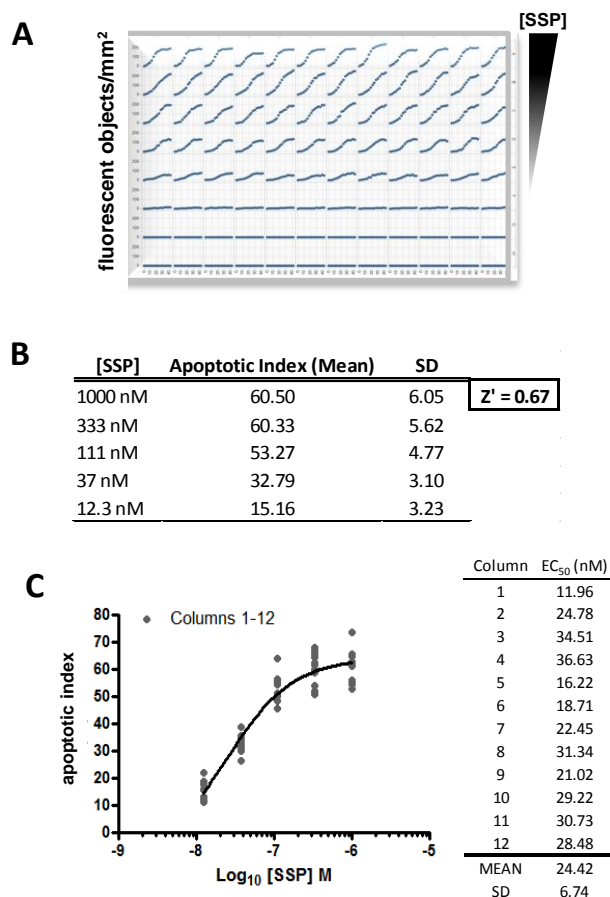 A
[SSP]
fluorescent objects/mm²
B
[SSP] Apoptotic Index (Mean) SD
1000 nM 60.50 6.05 Z' = 0.67
333 nM 60.33 5.62
111 nM 53.27 4.77
37 nM 32.79 3.10
12.3 nM 15.16 3.23
C
Columns 1-12
apoptotic index
80
70
60
50
40
30
20
10
0
-9 -8 -7 -6 -5
Log₁₀ [SSP] M
Column EC₅₀ (nM)
1 11.96
2 24.78
3 34.51
4 36.63
5 16.22
6 18.71
7 22.45
8 31.34
9 21.02
10 29.22
11 30.73
12 28.48
MEAN 24.42
SD 6.74